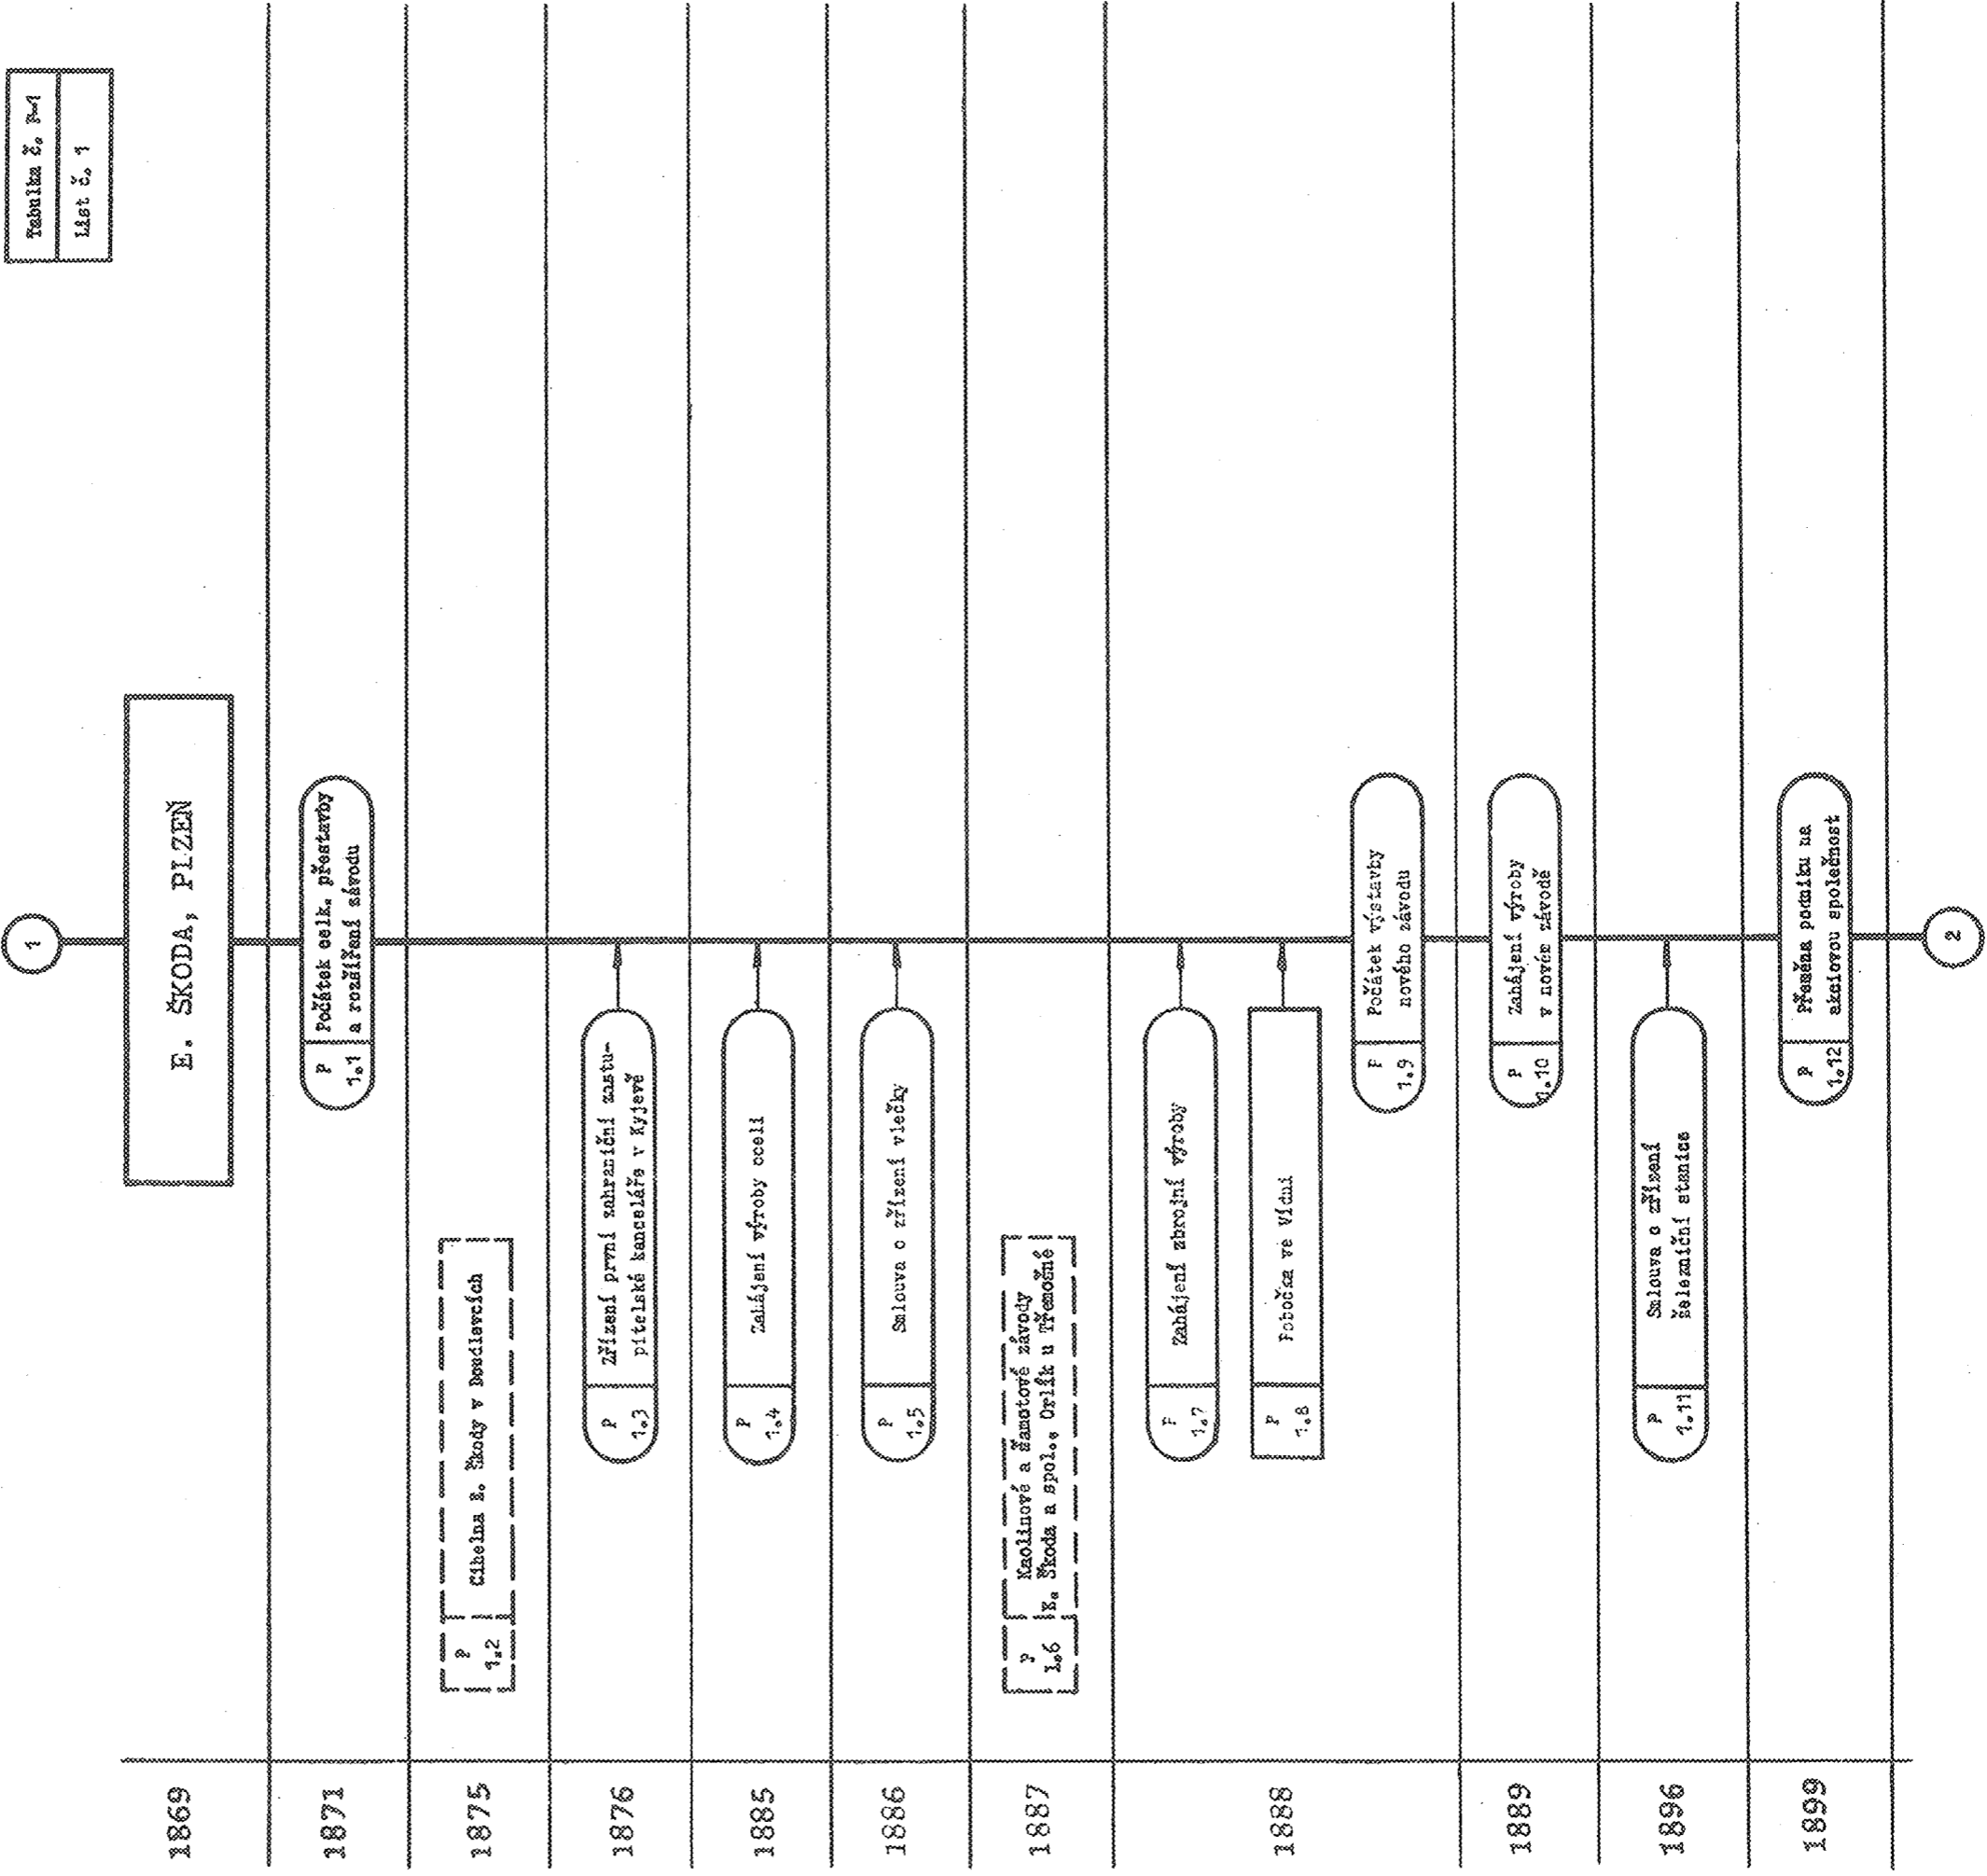 Tabulka č. P-1
List č. 1
1
1869
E. ŠKODA, PLZEŇ
1871
P
1.1
Počátek celk. přestavby
a rozšíření závodu
1875
P
1.2
Cihelna E. Škody v Doudlevcích
1876
P
1.3
Zřízení první zahraniční zastu-
pitelské kanceláře v Kyjevě
1885
P
1.4
Zahájení výroby oceli
1886
P
1.5
Smlouva o zřízení vlečky
1887
P
1.6
Kaolinové a šamotové závody
E. Škoda a spol., Orlík u Třemošné
1888
P
1.7
Zahájení zbrojní výroby
P
1.8
Pobočka ve Vídni
P
1.9
Počátek výstavby
nového závodu
1889
P
1.10
Zahájení výroby
v novém závodě
1896
P
1.11
Smlouva o zřízení
železniční stanice
1899
P
1.12
Přeměna podniku na
akciovou společnost
2